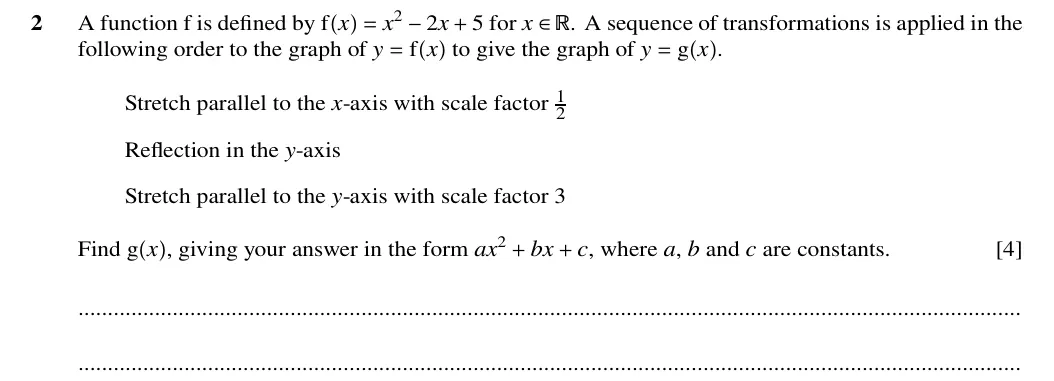 2 A function f is defined by f(x) = x² − 2x + 5 for x ∈ ℝ. A sequence of transformations is applied in the
following order to the graph of y = f(x) to give the graph of y = g(x).
Stretch parallel to the x-axis with scale factor 1/2
Reflection in the y-axis
Stretch parallel to the y-axis with scale factor 3
Find g(x), giving your answer in the form ax² + bx + c, where a, b and c are constants. [4]